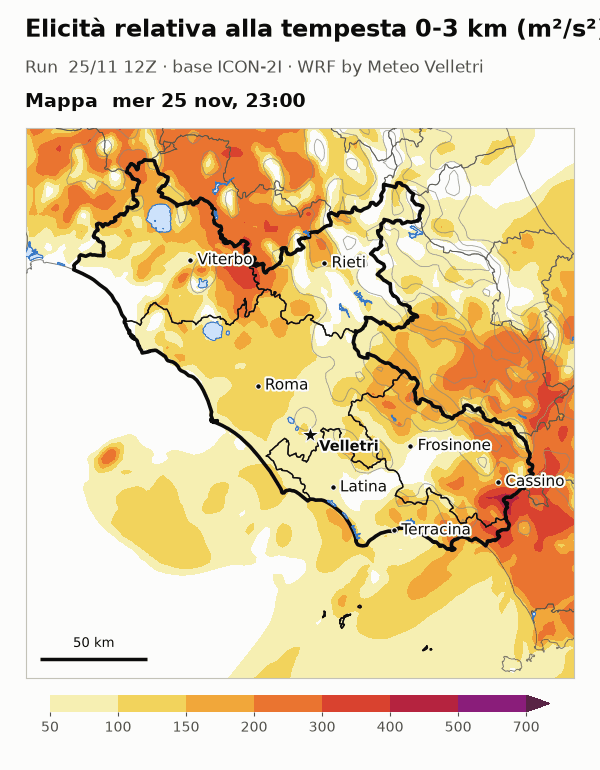 Elicità relativa alla tempesta 0-3 km (m²/s²)
Run 25/11 12Z · base ICON-2I · WRF by Meteo Velletri
Mappa mer 25 nov, 23:00
Viterbo
Rieti
Roma
Velletri
Frosinone
Cassino
Latina
Terracina
50 km
50 100 150 200 300 400 500 700